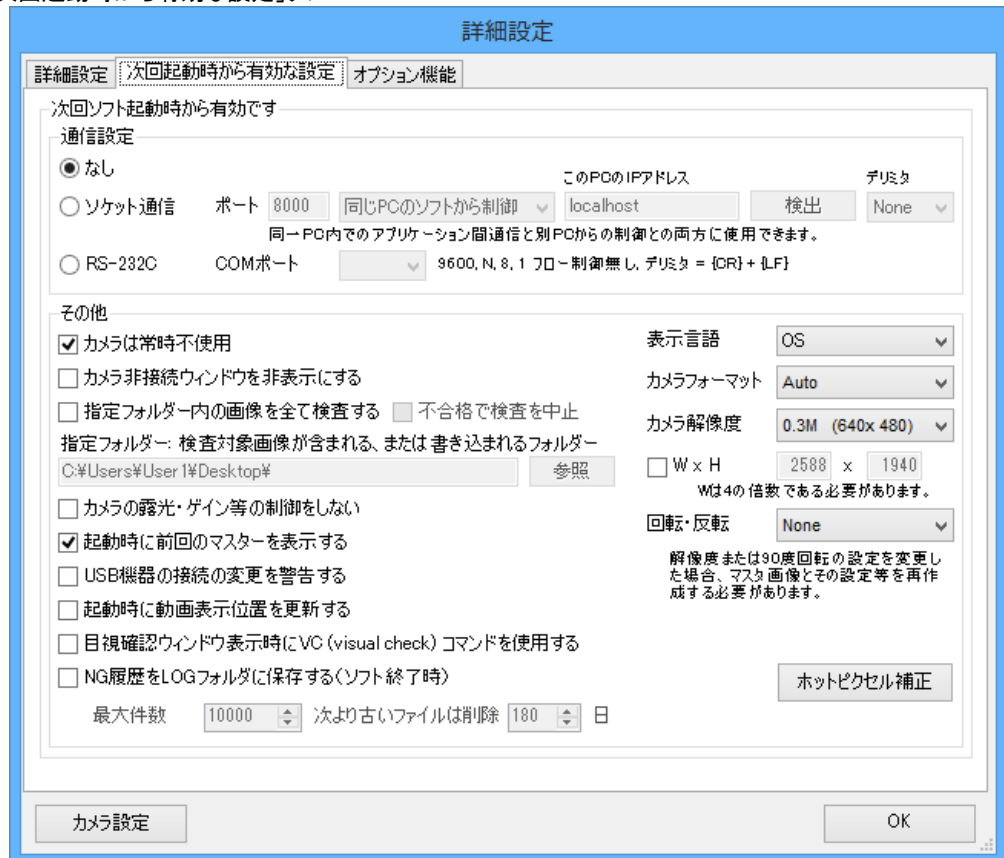 詳細設定
詳細設定 次回起動時から有効な設定 オプション機能
次回ソフト起動時から有効です
通信設定
なし
このPCのIPアドレス デリミタ
ソケット通信 ポート 8000 同じPCのソフトから制御 localhost 検出 None
同一PC内でのアプリケーション間通信と別PCからの制御との両方に使用できます。
RS-232C COMポート 9600, N, 8, 1 フロー制御無し, デリミタ = {CR} + {LF}
その他
カメラは常時不使用
カメラ非接続ウィンドウを非表示にする
指定フォルダー内の画像を全て検査する 不合格で検査を中止
指定フォルダー: 検査対象画像が含まれる、または書き込まれるフォルダー
C:¥Users¥User1¥Desktop¥ 参照
カメラの露光・ゲイン等の制御をしない
起動時に前回のマスターを表示する
USB機器の接続の変更を警告する
起動時に動画表示位置を更新する
目視確認ウィンドウ表示時にVC (visual check) コマンドを使用する
NG履歴をLOGフォルダに保存する(ソフト終了時)
最大件数 10000 次より古いファイルは削除 180 日
表示言語 OS
カメラフォーマット Auto
カメラ解像度 0.3M (640x 480)
W x H 2588 x 1940
Wは4の倍数である必要があります。
回転・反転 None
解像度または90度回転の設定を変更し
た場合、マスタ画像とその設定等を再作
成する必要があります。
ホットピクセル補正
カメラ設定 OK